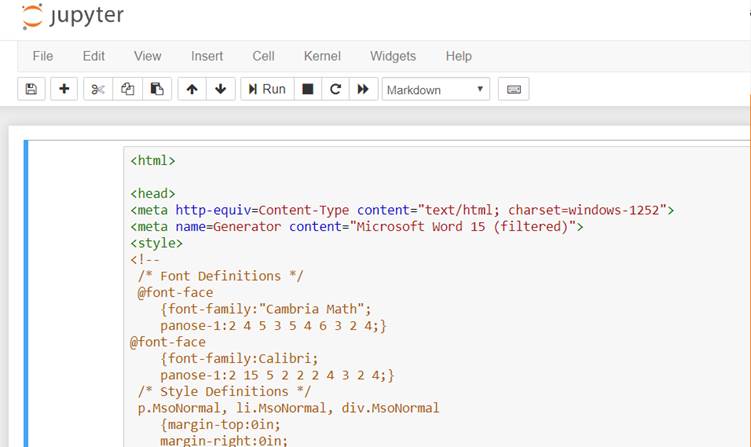 jupyter
File Edit View Insert Cell Kernel Widgets Help
Run Markdown
<html>
<head>
<meta http-equiv=Content-Type content="text/html; charset=windows-1252">
<meta name=Generator content="Microsoft Word 15 (filtered)">
<style>
<!--
/* Font Definitions */
@font-face
{font-family:"Cambria Math";
panose-1:2 4 5 3 5 4 6 3 2 4;}
@font-face
{font-family:Calibri;
panose-1:2 15 5 2 2 2 4 3 2 4;}
/* Style Definitions */
p.MsoNormal, li.MsoNormal, div.MsoNormal
{margin-top:0in;
margin-right:0in;